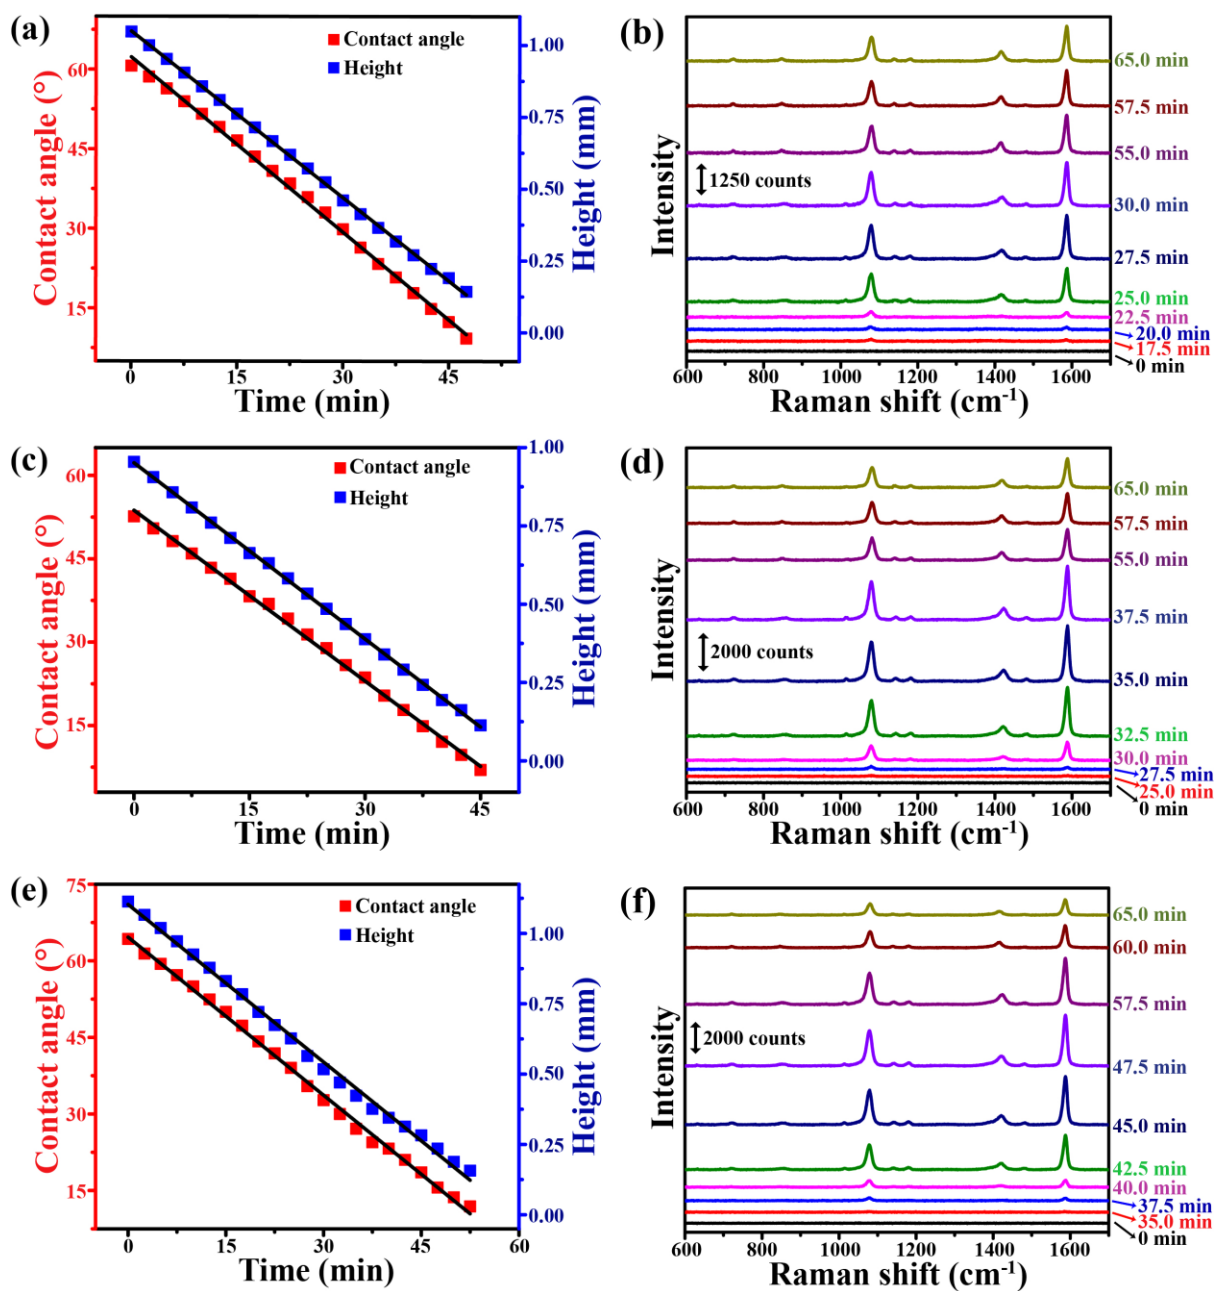 (a)
Contact angle
Height
Contact angle (°)
60
45
30
15
1.00
0.75
0.50
0.25
0.00
Height (mm)
0 15 30 45
Time (min)
(b)
Intensity
1250 counts
65.0 min
57.5 min
55.0 min
30.0 min
27.5 min
25.0 min
22.5 min
20.0 min
17.5 min
0 min
600 800 1000 1200 1400 1600
Raman shift (cm⁻¹)
(c)
Contact angle
Height
Contact angle (°)
60
45
30
15
1.00
0.75
0.50
0.25
0.00
Height (mm)
0 15 30 45
Time (min)
(d)
Intensity
2000 counts
65.0 min
57.5 min
55.0 min
37.5 min
35.0 min
32.5 min
30.0 min
27.5 min
25.0 min
0 min
600 800 1000 1200 1400 1600
Raman shift (cm⁻¹)
(e)
Contact angle
Height
Contact angle (°)
75
60
45
30
15
1.00
0.75
0.50
0.25
0.00
Height (mm)
0 15 30 45 60
Time (min)
(f)
Intensity
2000 counts
65.0 min
60.0 min
57.5 min
47.5 min
45.0 min
42.5 min
40.0 min
37.5 min
35.0 min
0 min
600 800 1000 1200 1400 1600
Raman shift (cm⁻¹)